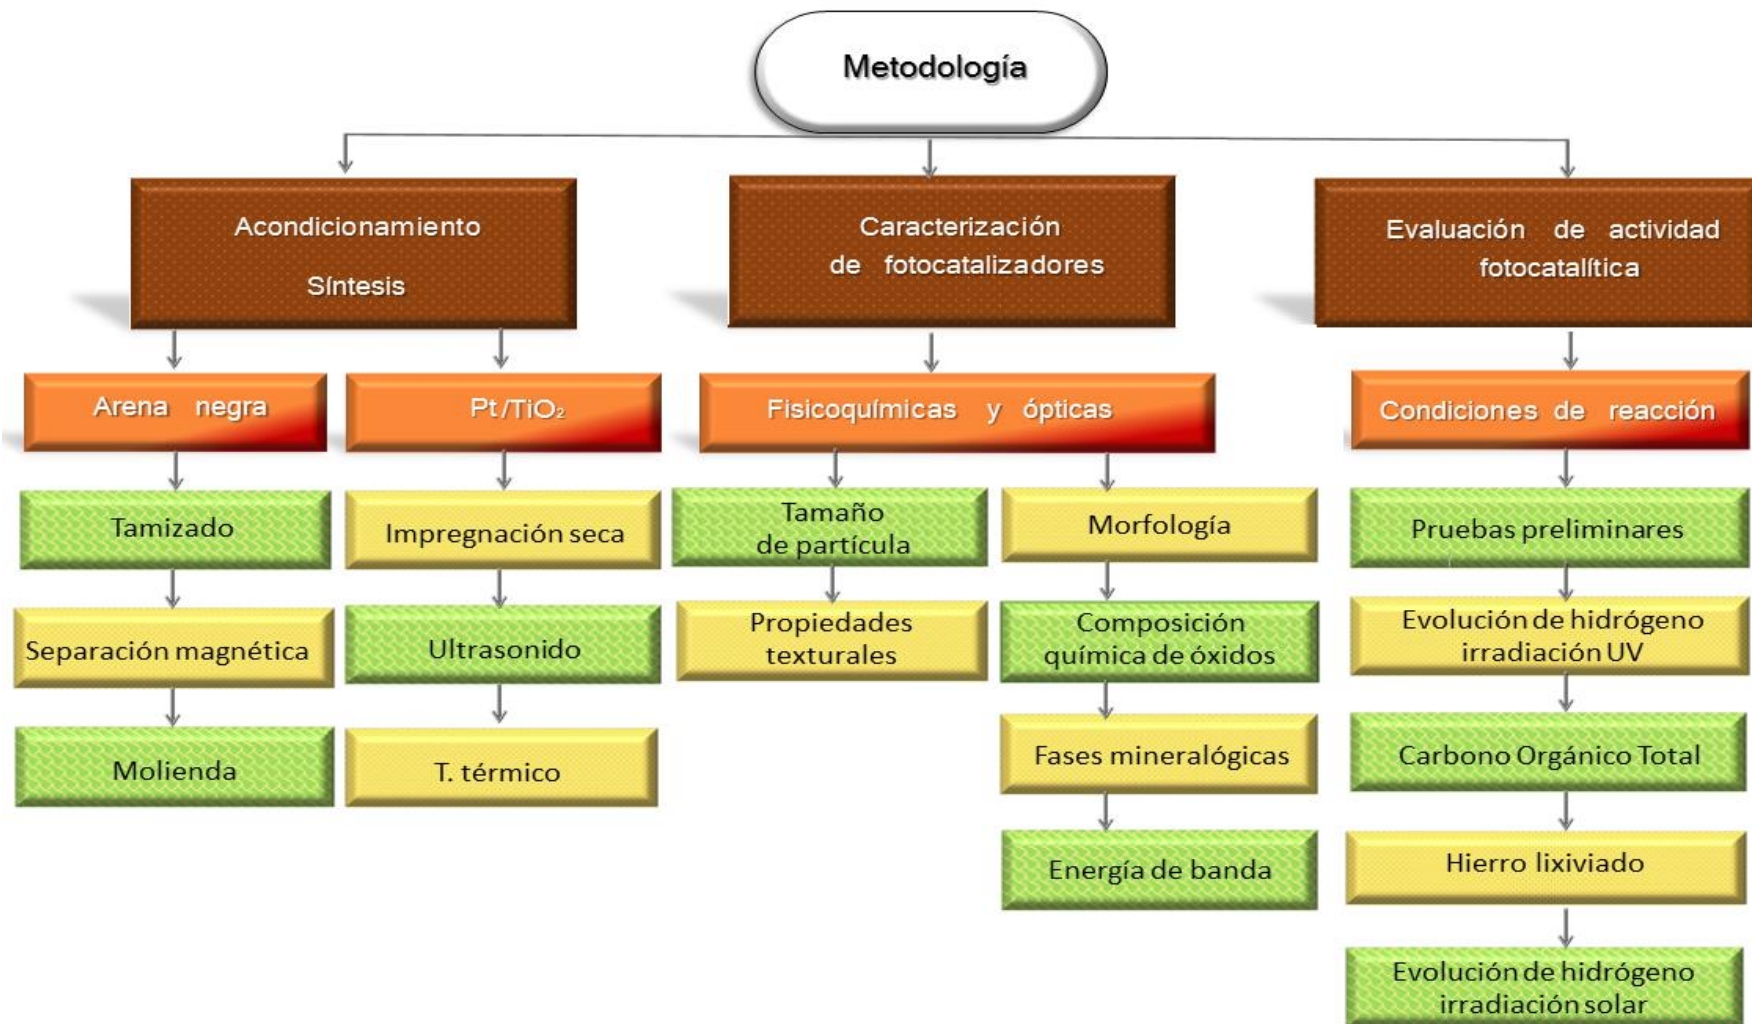 Metodología
Acondicionamiento
Síntesis
Caracterización
de fotocatalizadores
Evaluación de actividad
fotocatalítica
Arena negra
Pt/TiO₂
Fisicoquímicas y ópticas
Condiciones de reacción
Tamizado
Impregnación seca
Tamaño
de partícula
Morfología
Pruebas preliminares
Separación magnética
Ultrasonido
Propiedades
texturales
Composición
química de óxidos
Evolución de hidrógeno
irradiación UV
Molienda
T. térmico
Fases mineralógicas
Carbono Orgánico Total
Energía de banda
Hierro lixiviado
Evolución de hidrógeno
irradiación solar